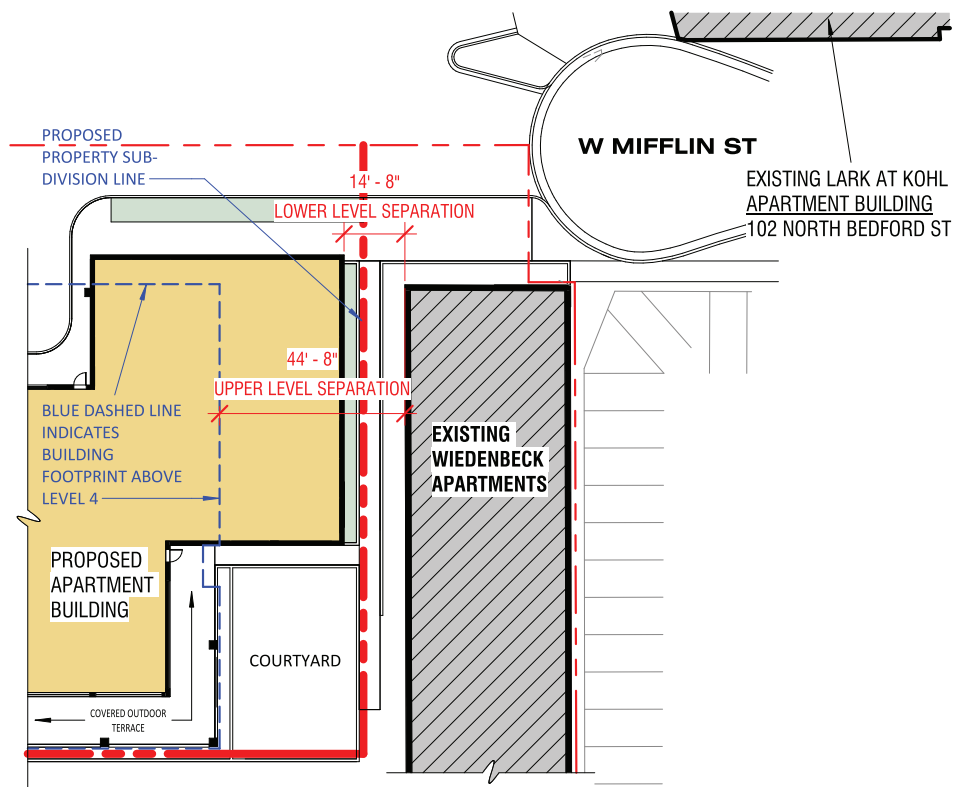 PROPOSED
PROPERTY SUB-
DIVISION LINE
W MIFFLIN ST
EXISTING LARK AT KOHL
APARTMENT BUILDING
102 NORTH BEDFORD ST
14' - 8"
LOWER LEVEL SEPARATION
44' - 8"
UPPER LEVEL SEPARATION
BLUE DASHED LINE
INDICATES
BUILDING
FOOTPRINT ABOVE
LEVEL 4
EXISTING
WIEDENBECK
APARTMENTS
PROPOSED
APARTMENT
BUILDING
COURTYARD
COVERED OUTDOOR
TERRACE